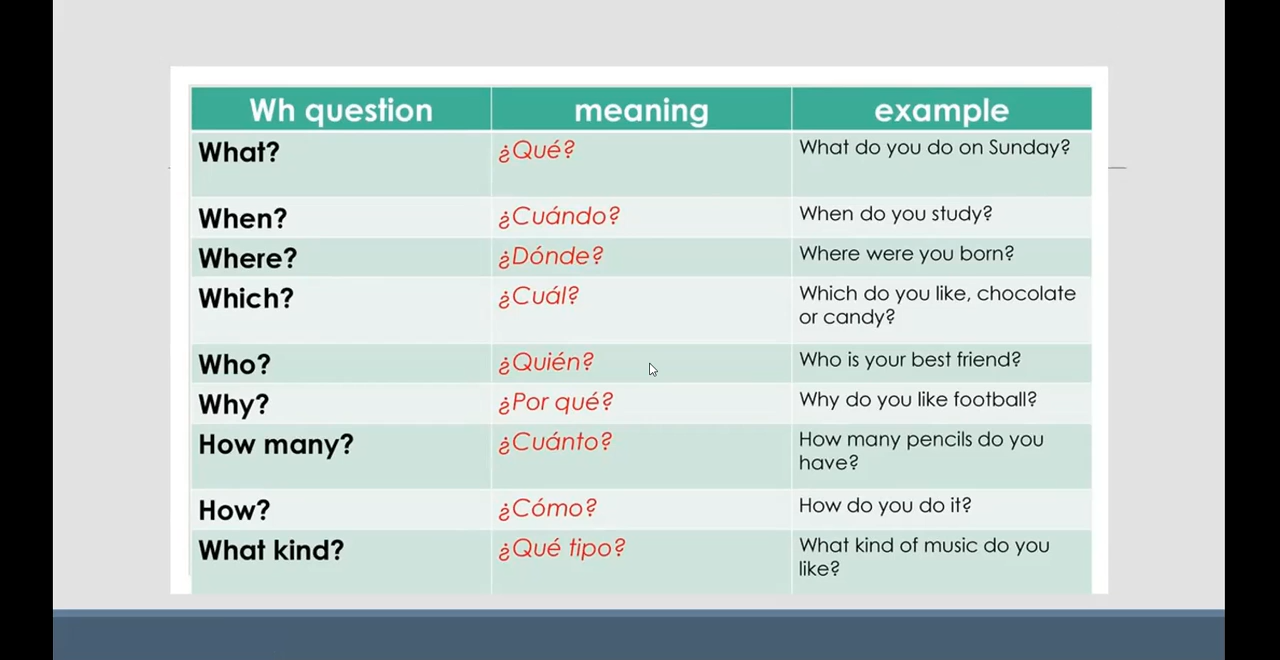 Wh question meaning example
What? ¿Qué? What do you do on Sunday?
When? ¿Cuándo? When do you study?
Where? ¿Dónde? Where were you born?
Which? ¿Cuál? Which do you like, chocolate
or candy?
Who? ¿Quién? Who is your best friend?
Why? ¿Por qué? Why do you like football?
How many? ¿Cuánto? How many pencils do you
have?
How? ¿Cómo? How do you do it?
What kind? ¿Qué tipo? What kind of music do you
like?